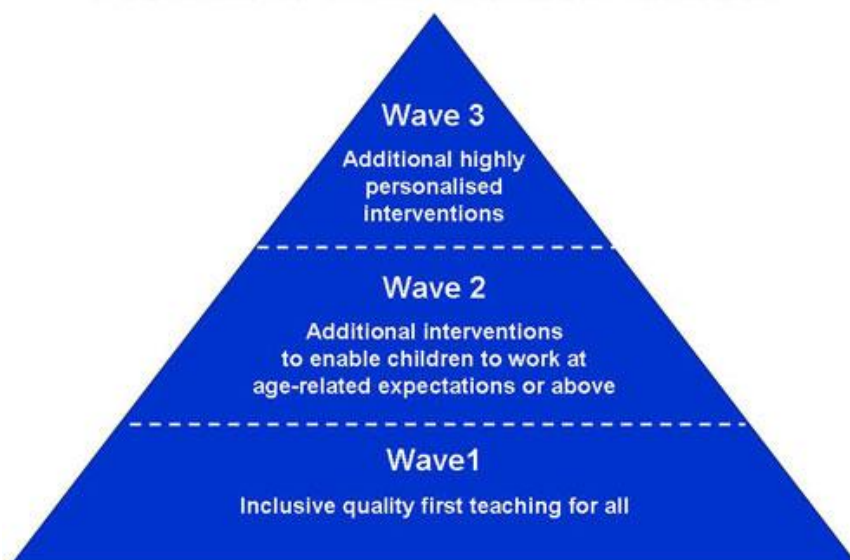 Wave 3
Additional highly
personalised
interventions
Wave 2
Additional interventions
to enable children to work at
age-related expectations or above
Wave1
Inclusive quality first teaching for all